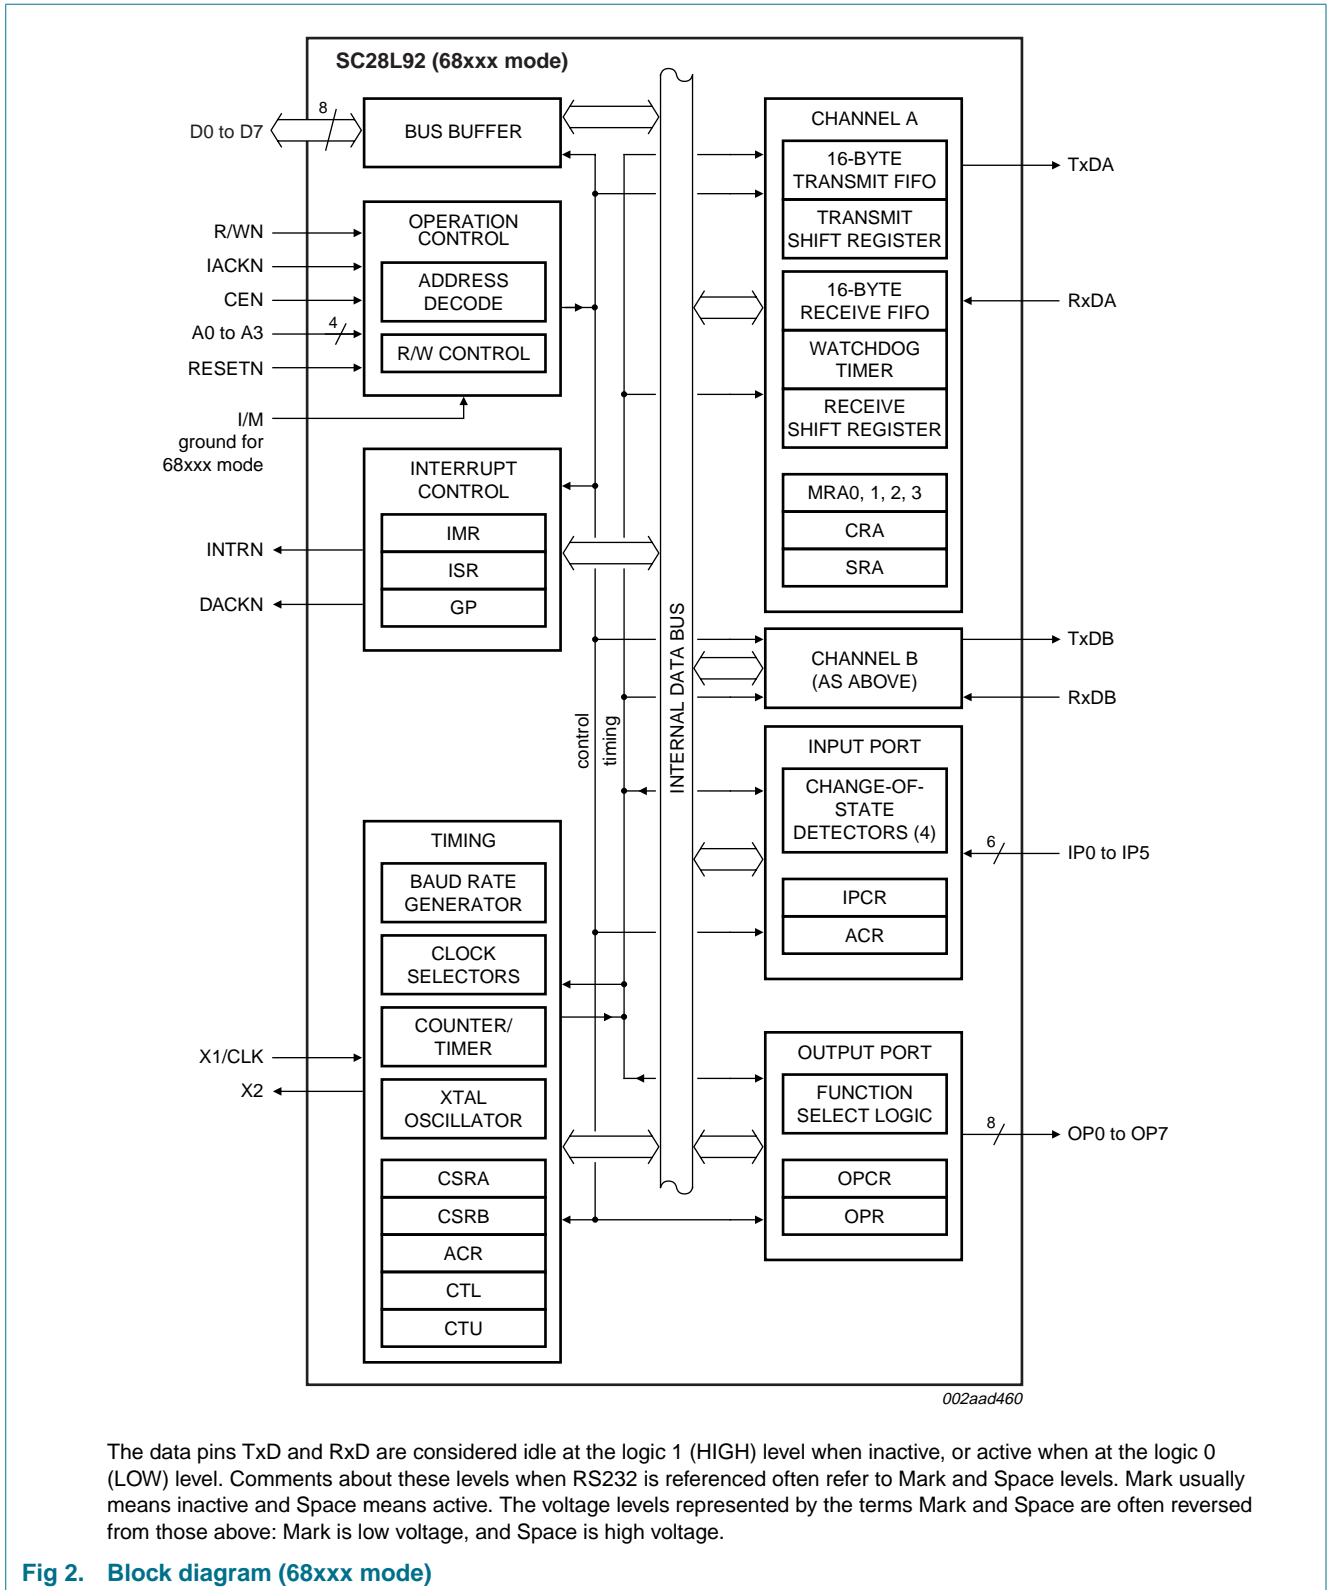 SC28L92 (68xxx mode)
D0 to D7
8
BUS BUFFER
R/WN
IACKN
CEN
A0 to A3
4
RESETN
I/M
ground for
68xxx mode
OPERATION
CONTROL
ADDRESS
DECODE
R/W CONTROL
INTERRUPT
CONTROL
IMR
ISR
GP
INTRN
DACKN
control
timing
INTERNAL DATA BUS
TIMING
BAUD RATE
GENERATOR
CLOCK
SELECTORS
COUNTER/
TIMER
XTAL
OSCILLATOR
CSRA
CSRB
ACR
CTL
CTU
X1/CLK
X2
CHANNEL A
16-BYTE
TRANSMIT FIFO
TRANSMIT
SHIFT REGISTER
16-BYTE
RECEIVE FIFO
WATCHDOG
TIMER
RECEIVE
SHIFT REGISTER
MRA0, 1, 2, 3
CRA
SRA
TxDA
RxDA
CHANNEL B
(AS ABOVE)
TxDB
RxDB
INPUT PORT
CHANGE-OF-
STATE
DETECTORS (4)
IPCR
ACR
6
IP0 to IP5
OUTPUT PORT
FUNCTION
SELECT LOGIC
OPCR
OPR
8
OP0 to OP7
002aad460
The data pins TxD and RxD are considered idle at the logic 1 (HIGH) level when inactive, or active when at the logic 0
(LOW) level. Comments about these levels when RS232 is referenced often refer to Mark and Space levels. Mark usually
means inactive and Space means active. The voltage levels represented by the terms Mark and Space are often reversed
from those above: Mark is low voltage, and Space is high voltage.
Fig 2. Block diagram (68xxx mode)